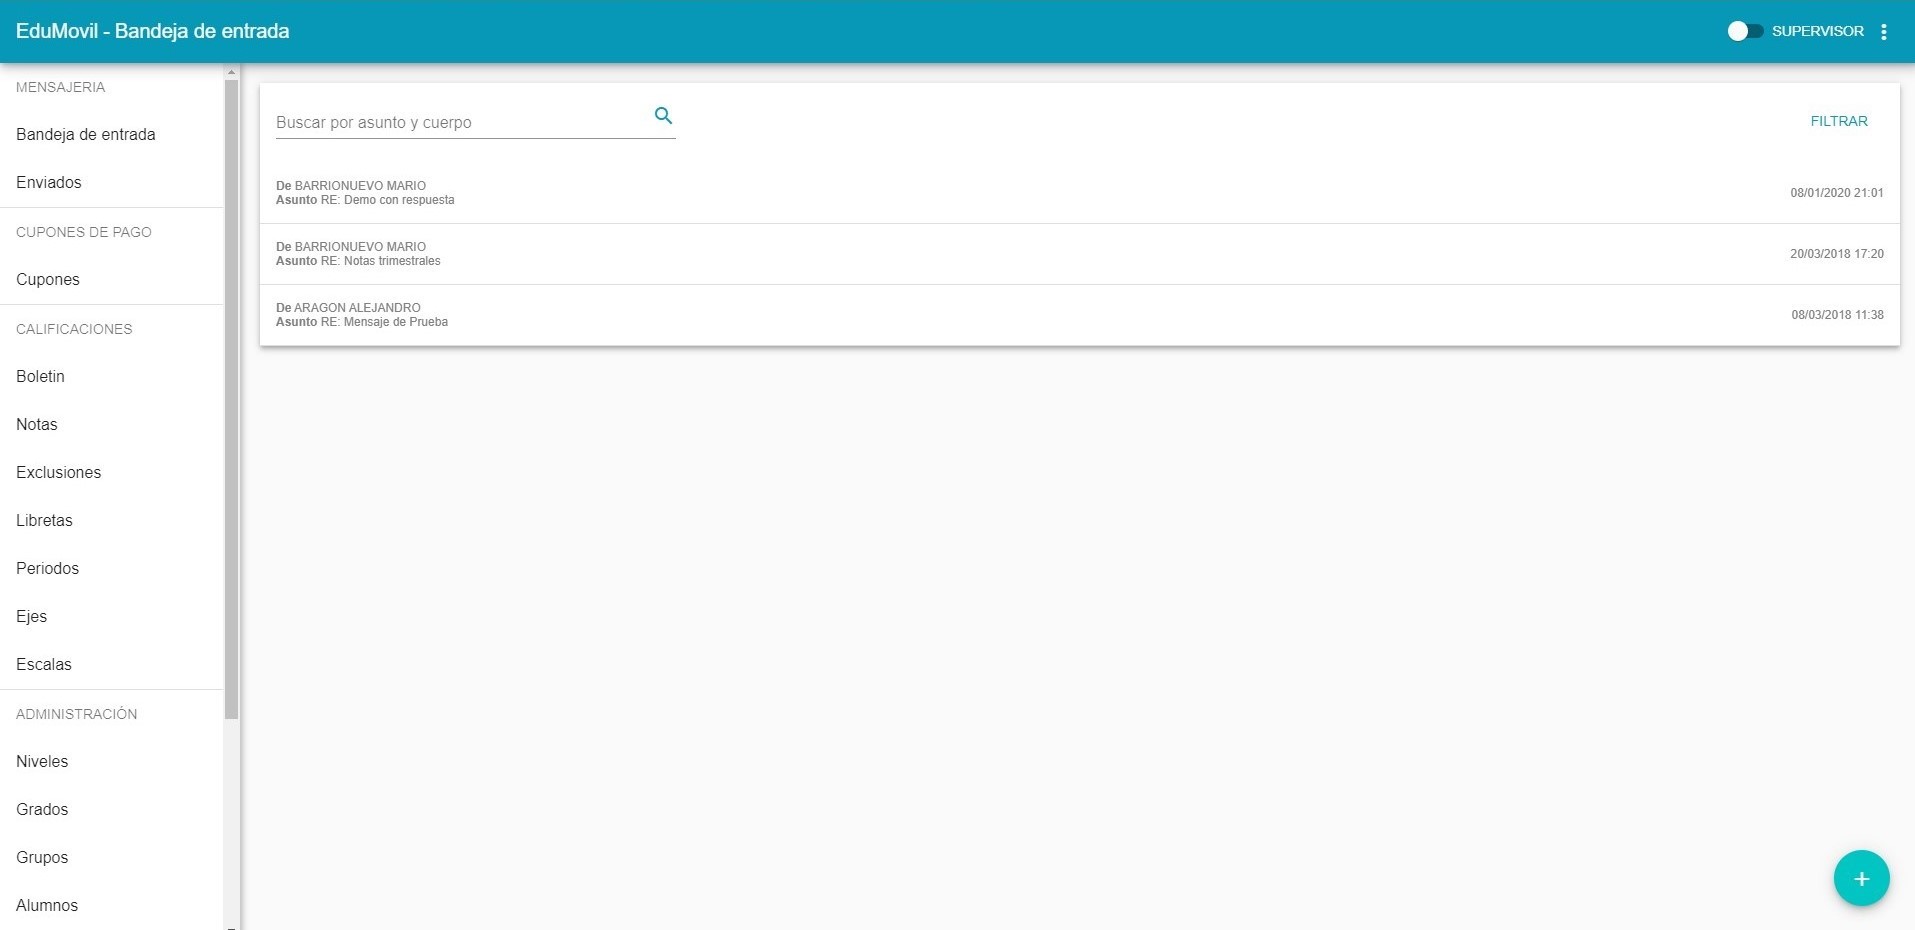 EduMovil - Bandeja de entrada
SUPERVISOR
MENSAJERIA
Bandeja de entrada
Enviados
CUPONES DE PAGO
Cupones
CALIFICACIONES
Boletin
Notas
Exclusiones
Libretas
Periodos
Ejes
Escalas
ADMINISTRACIÓN
Niveles
Grados
Grupos
Alumnos
Buscar por asunto y cuerpo
FILTRAR
De BARRIONUEVO MARIO
Asunto RE: Demo con respuesta
08/01/2020 21:01
De BARRIONUEVO MARIO
Asunto RE: Notas trimestrales
20/03/2018 17:20
De ARAGON ALEJANDRO
Asunto RE: Mensaje de Prueba
08/03/2018 11:38
+